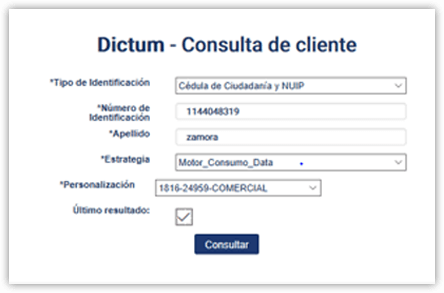 Dictum - Consulta de cliente
*Tipo de Identificación
Cédula de Ciudadanía y NUIP
*Número de
Identificación
1144048319
*Apellido
zamora
*Estrategia
Motor_Consumo_Data
*Personalización
1816-24959-COMERCIAL
Último resultado:
Consultar